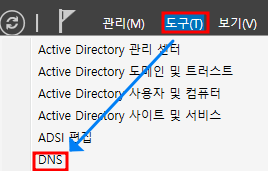 관리(M) 도구(T) 보기(V)
Active Directory 관리 센터
Active Directory 도메인 및 트러스트
Active Directory 사용자 및 컴퓨터
Active Directory 사이트 및 서비스
ADSI 편집
DNS